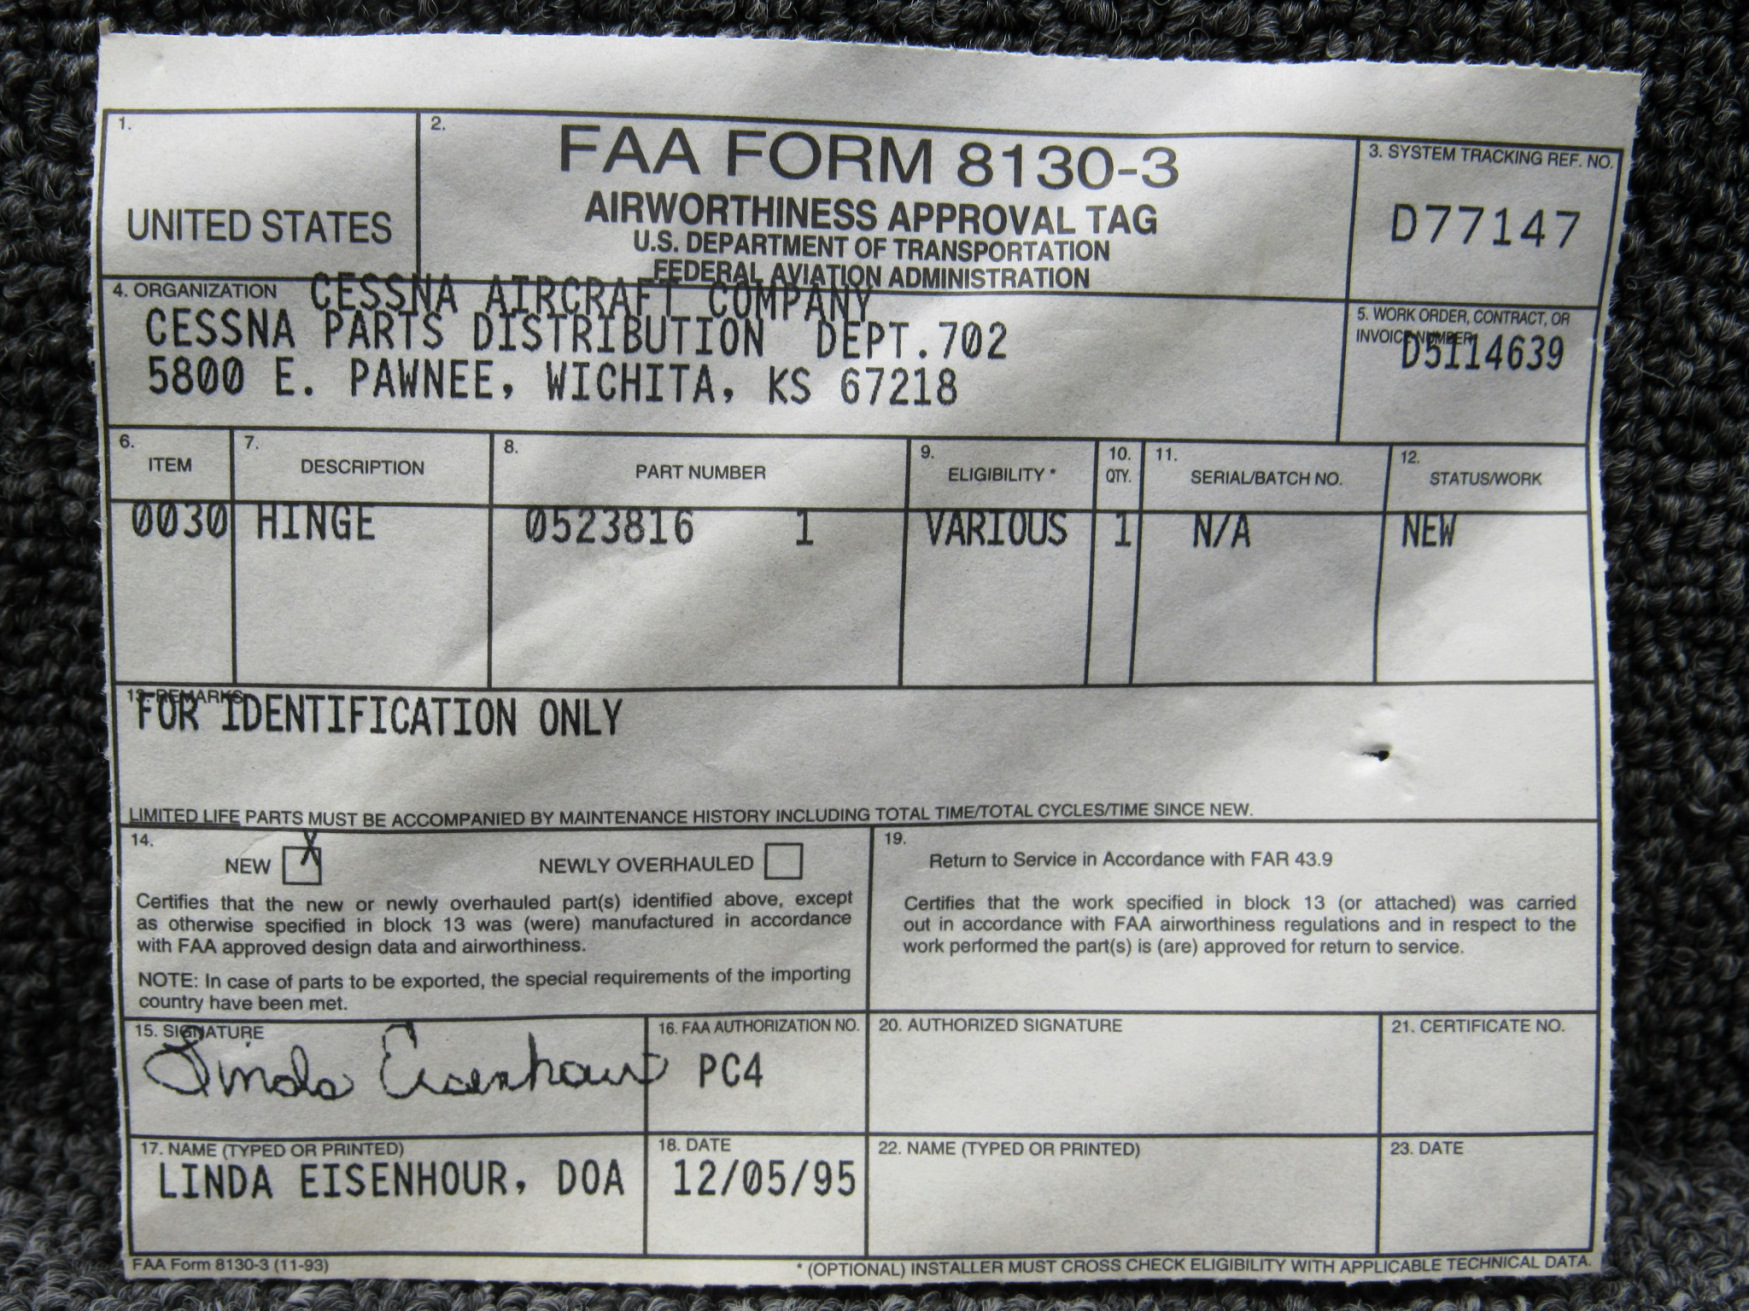 1.
UNITED STATES
2.
FAA FORM 8130-3
AIRWORTHINESS APPROVAL TAG
U.S. DEPARTMENT OF TRANSPORTATION
FEDERAL AVIATION ADMINISTRATION
3. SYSTEM TRACKING REF. NO.
D77147
4. ORGANIZATION CESSNA AIRCRAFT COMPANY
CESSNA PARTS DISTRIBUTION DEPT.702
5800 E. PAWNEE, WICHITA, KS 67218
5. WORK ORDER, CONTRACT, OR
INVOICE NUMBER
D5114639
6. ITEM 7. DESCRIPTION 8. PART NUMBER 9. ELIGIBILITY * 10. QTY. 11. SERIAL/BATCH NO. 12. STATUS/WORK
0030 HINGE 0523816 1 VARIOUS 1 N/A NEW
13. REMARKS
FOR IDENTIFICATION ONLY
LIMITED LIFE PARTS MUST BE ACCOMPANIED BY MAINTENANCE HISTORY INCLUDING TOTAL TIME/TOTAL CYCLES/TIME SINCE NEW.
14.
NEW X NEWLY OVERHAULED
Certifies that the new or newly overhauled part(s) identified above, except
as otherwise specified in block 13 was (were) manufactured in accordance
with FAA approved design data and airworthiness.
NOTE: In case of parts to be exported, the special requirements of the importing
country have been met.
19.
Return to Service in Accordance with FAR 43.9
Certifies that the work specified in block 13 (or attached) was carried
out in accordance with FAA airworthiness regulations and in respect to the
work performed the part(s) is (are) approved for return to service.
15. SIGNATURE
Linda Eisenhour
16. FAA AUTHORIZATION NO.
PC4
20. AUTHORIZED SIGNATURE
21. CERTIFICATE NO.
17. NAME (TYPED OR PRINTED)
LINDA EISENHOUR, DOA
18. DATE
12/05/95
22. NAME (TYPED OR PRINTED)
23. DATE
FAA Form 8130-3 (11-93)
* (OPTIONAL) INSTALLER MUST CROSS CHECK ELIGIBILITY WITH APPLICABLE TECHNICAL DATA.